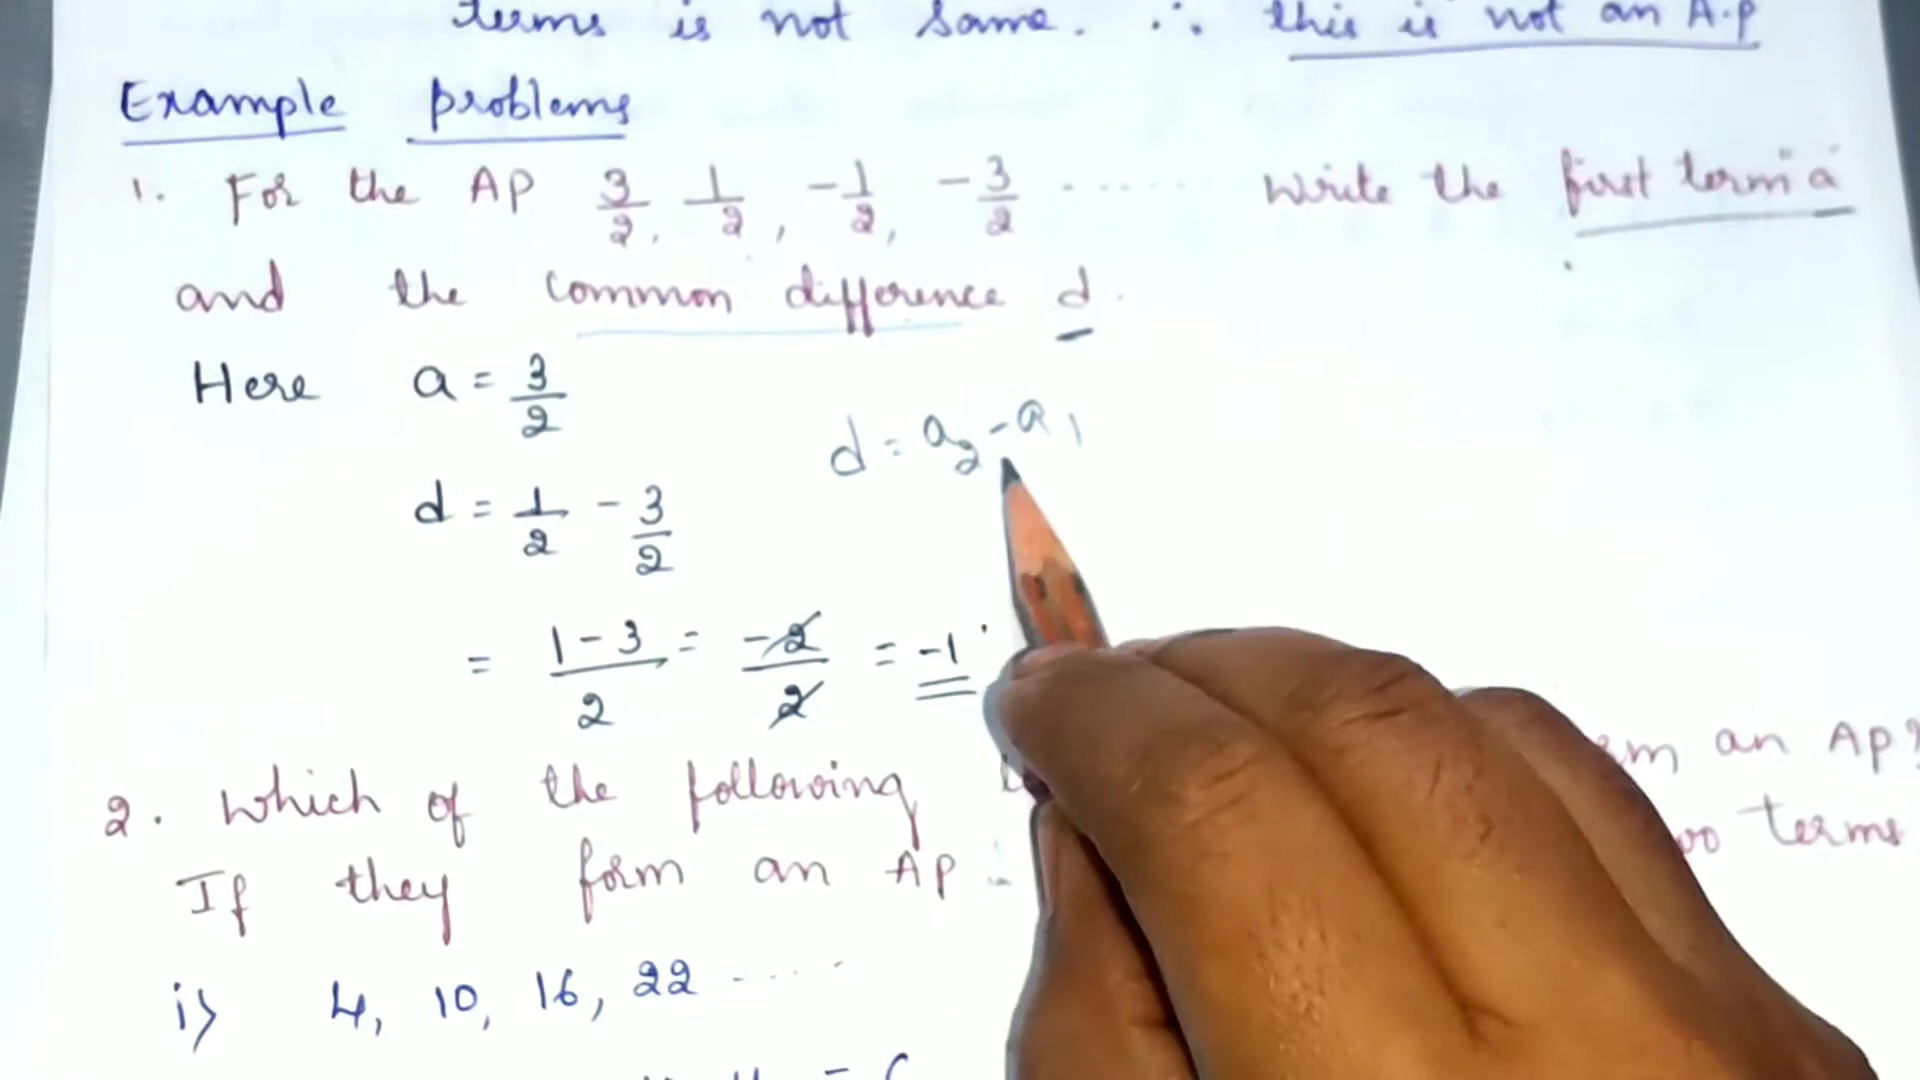 terms is not same. ∴ this is not an A.P
Example problems
1. For the AP 3/2, 1/2, -1/2, -3/2 ...... Write the first term "a"
and the common difference d.
Here a = 3/2
d = a₂ - a₁
d = 1/2 - 3/2
= (1-3)/2 = -2/2 = -1
2. Which of the following an AP?
If they form an AP terms
i) 4, 10, 16, 22 .....